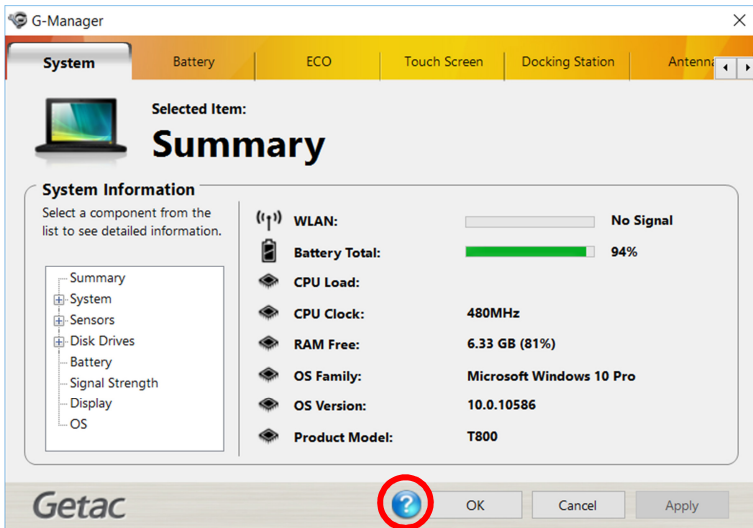 G-Manager
System Battery ECO Touch Screen Docking Station Antenna
Selected Item:
Summary
System Information
Select a component from the
list to see detailed information.
Summary
System
Sensors
Disk Drives
Battery
Signal Strength
Display
OS
WLAN: No Signal
Battery Total: 94%
CPU Load:
CPU Clock: 480MHz
RAM Free: 6.33 GB (81%)
OS Family: Microsoft Windows 10 Pro
OS Version: 10.0.10586
Product Model: T800
Getac ? OK Cancel Apply